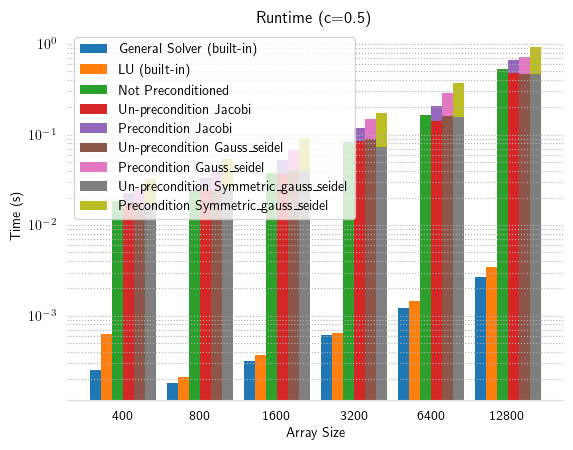 Runtime (c=0.5)
General Solver (built-in)
LU (built-in)
Not Preconditioned
Un-precondition Jacobi
Precondition Jacobi
Un-precondition Gauss_seidel
Precondition Gauss_seidel
Un-precondition Symmetric_gauss_seidel
Precondition Symmetric_gauss_seidel
Time (s)
10⁰
10⁻¹
10⁻²
10⁻³
400 800 1600 3200 6400 12800
Array Size